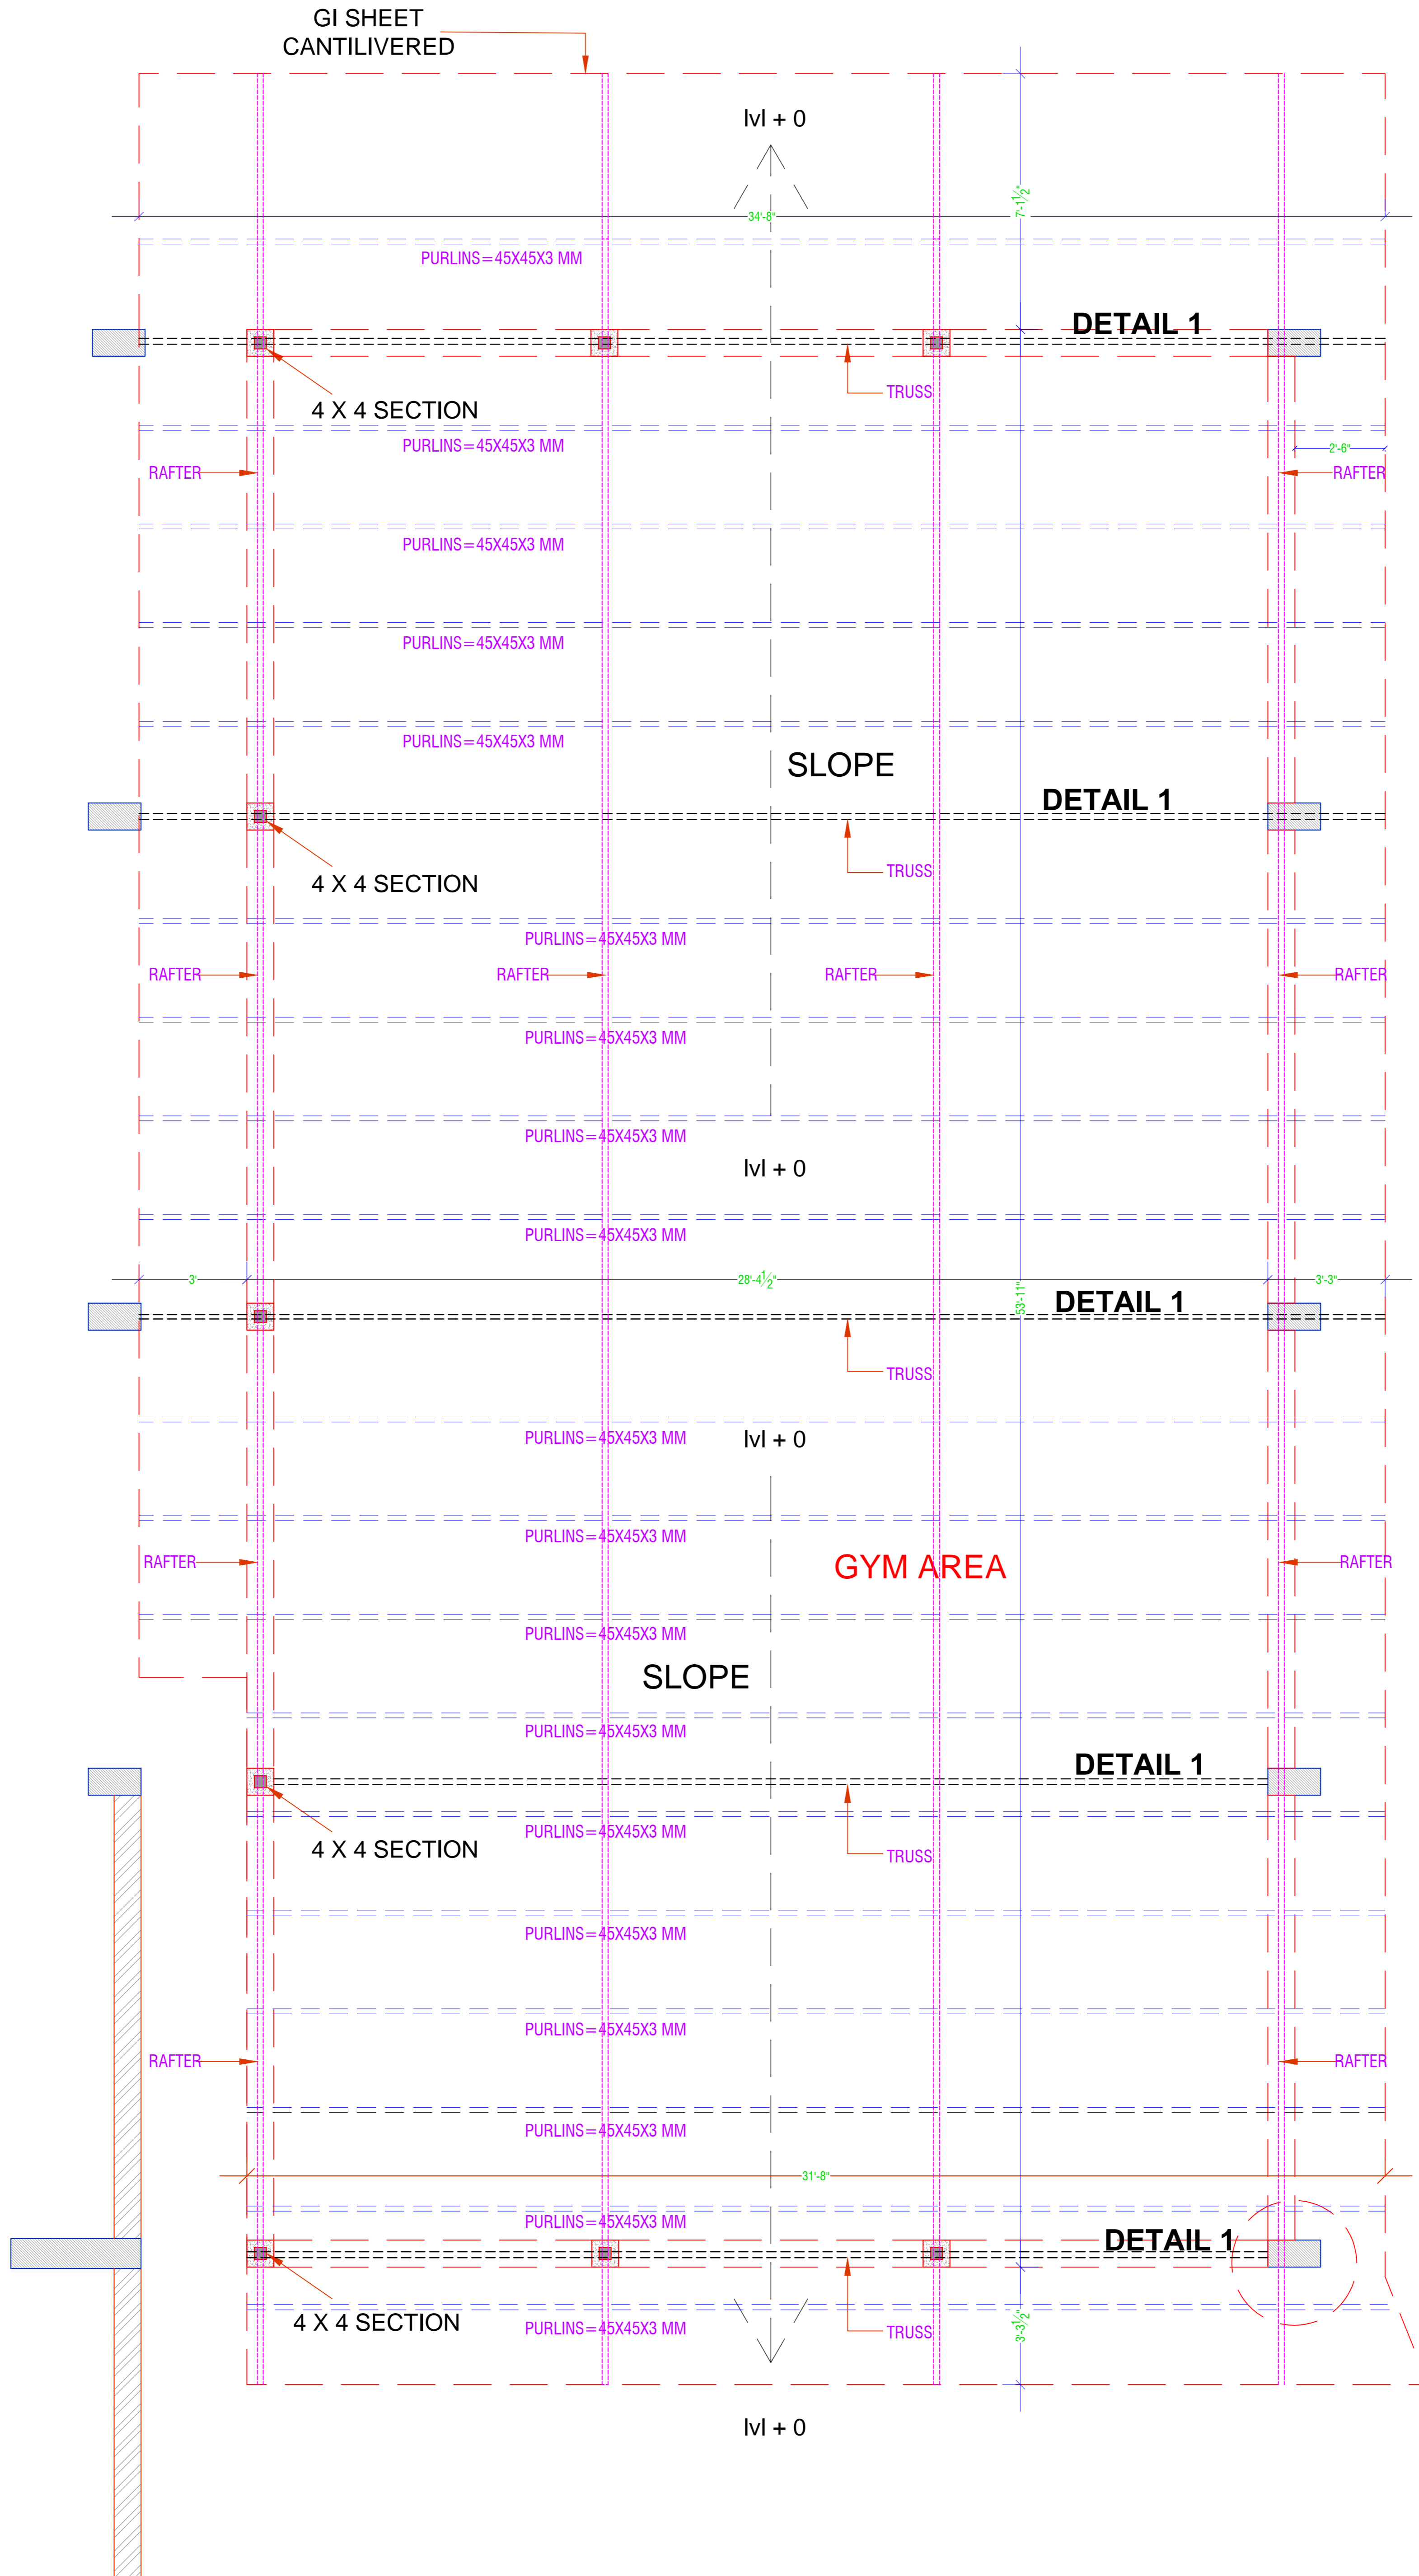 GI SHEET
CANTILIVERED
lvl + 0
7'-1½"
34'-8"
PURLINS=45X45X3 MM
DETAIL 1
TRUSS
4 X 4 SECTION
PURLINS=45X45X3 MM
2'-6"
RAFTER
RAFTER
PURLINS=45X45X3 MM
PURLINS=45X45X3 MM
PURLINS=45X45X3 MM
SLOPE
DETAIL 1
TRUSS
4 X 4 SECTION
PURLINS=45X45X3 MM
RAFTER
RAFTER
RAFTER
RAFTER
PURLINS=45X45X3 MM
PURLINS=45X45X3 MM
lvl + 0
PURLINS=45X45X3 MM
3'
28'-4½"
3'-3"
53'-11"
DETAIL 1
TRUSS
PURLINS=45X45X3 MM
lvl + 0
PURLINS=45X45X3 MM
RAFTER
GYM AREA
RAFTER
PURLINS=45X45X3 MM
SLOPE
PURLINS=45X45X3 MM
DETAIL 1
PURLINS=45X45X3 MM
4 X 4 SECTION
TRUSS
PURLINS=45X45X3 MM
PURLINS=45X45X3 MM
RAFTER
RAFTER
PURLINS=45X45X3 MM
31'-8"
PURLINS=45X45X3 MM
DETAIL 1
4 X 4 SECTION
PURLINS=45X45X3 MM
3'-3½"
TRUSS
lvl + 0